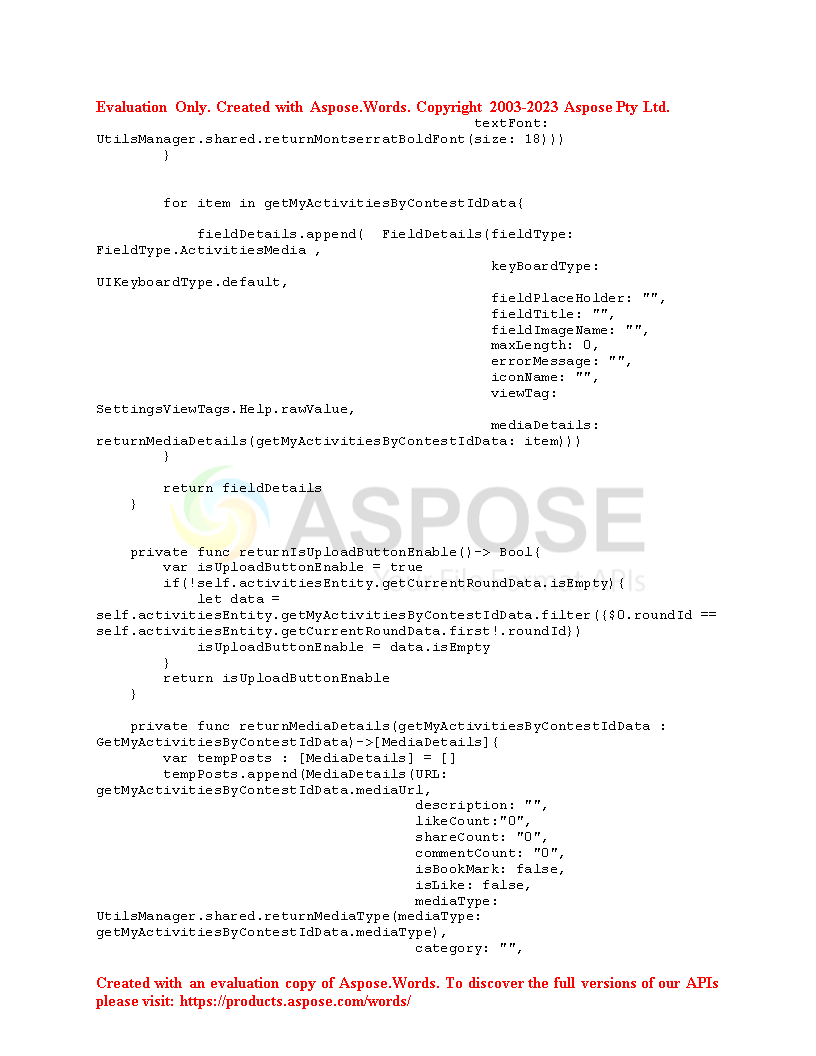 Evaluation Only. Created with Aspose.Words. Copyright 2003-2023 Aspose Pty Ltd.
textFont:
UtilsManager.shared.returnMontserratBoldFont(size: 18)))
}
for item in getMyActivitiesByContestIdData{
fieldDetails.append(  FieldDetails(fieldType:
FieldType.ActivitiesMedia ,
keyBoardType:
UIKeyboardType.default,
fieldPlaceHolder: "",
fieldTitle: "",
fieldImageName: "",
maxLength: 0,
errorMessage: "",
iconName: "",
viewTag:
SettingsViewTags.Help.rawValue,
mediaDetails:
returnMediaDetails(getMyActivitiesByContestIdData: item)))
}
return fieldDetails
}
ASPOSE
Your File Format APIs
private func returnIsUploadButtonEnable()-> Bool{
var isUploadButtonEnable = true
if(!self.activitiesEntity.getCurrentRoundData.isEmpty){
let data =
self.activitiesEntity.getMyActivitiesByContestIdData.filter({$0.roundId ==
self.activitiesEntity.getCurrentRoundData.first!.roundId})
isUploadButtonEnable = data.isEmpty
}
return isUploadButtonEnable
}
private func returnMediaDetails(getMyActivitiesByContestIdData :
GetMyActivitiesByContestIdData)->[MediaDetails]{
var tempPosts : [MediaDetails] = []
tempPosts.append(MediaDetails(URL:
getMyActivitiesByContestIdData.mediaUrl,
description: "",
likeCount:"0",
shareCount: "0",
commentCount: "0",
isBookMark: false,
isLike: false,
mediaType:
UtilsManager.shared.returnMediaType(mediaType:
getMyActivitiesByContestIdData.mediaType),
category: "",
Created with an evaluation copy of Aspose.Words. To discover the full versions of our APIs
please visit: https://products.aspose.com/words/